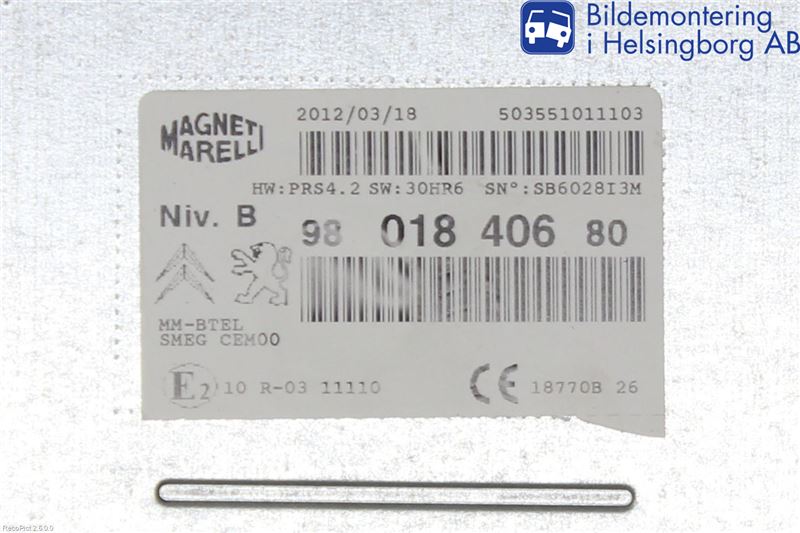 Bildemontering
i Helsingborg AB
2012/03/18 503551011103
MAGNETI
MARELLI
HW:PRS4.2 SW:30HR6 SN°:SB6028I3M
Niv. B
98 018 406 80
MM-BTEL
SMEG CEM00
E2 10 R-03 11110 CE 18770B 26